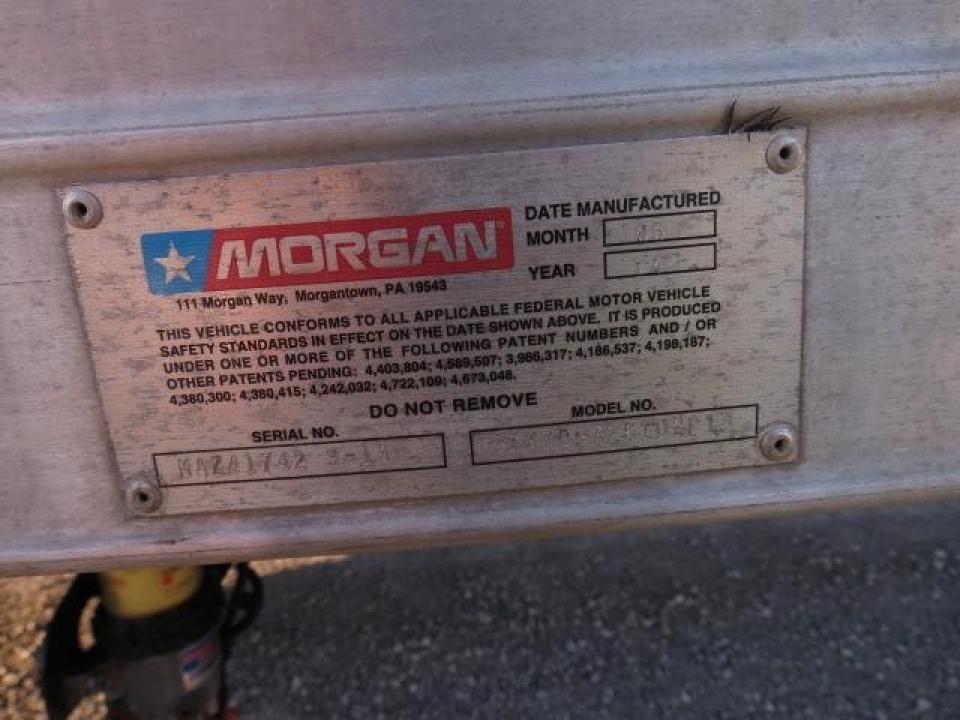 MORGAN®
111 Morgan Way, Morgantown, PA 19543
DATE MANUFACTURED
MONTH
YEAR
THIS VEHICLE CONFORMS TO ALL APPLICABLE FEDERAL MOTOR VEHICLE
SAFETY STANDARDS IN EFFECT ON THE DATE SHOWN ABOVE. IT IS PRODUCED
UNDER ONE OR MORE OF THE FOLLOWING PATENT NUMBERS AND / OR
OTHER PATENTS PENDING: 4,403,804; 4,589,507; 3,986,317; 4,186,537; 4,198,187;
4,380,300; 4,380,415; 4,242,032; 4,722,109; 4,673,048.
DO NOT REMOVE
SERIAL NO.
MODEL NO.